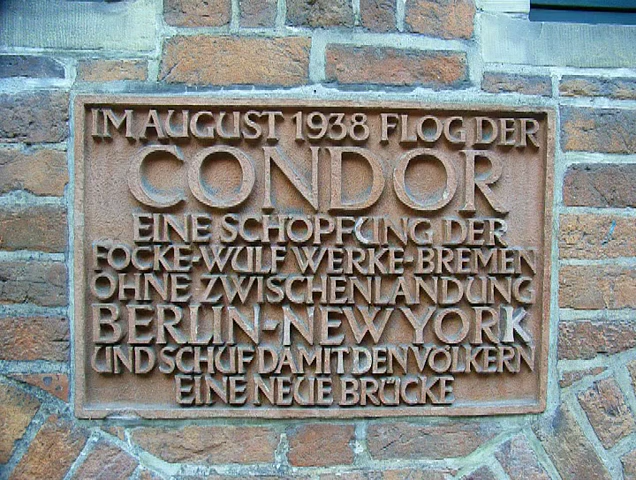 IM AUGUST 1938 FLOG DER
CONDOR
EINE SCHÖPFUNG DER
FOCKE-WULF WERKE-BREMEN
OHNE ZWISCHENLANDUNG
BERLIN-NEW YORK
UND SCHUF DAMIT DEN VÖLKERN
EINE NEUE BRÜCKE